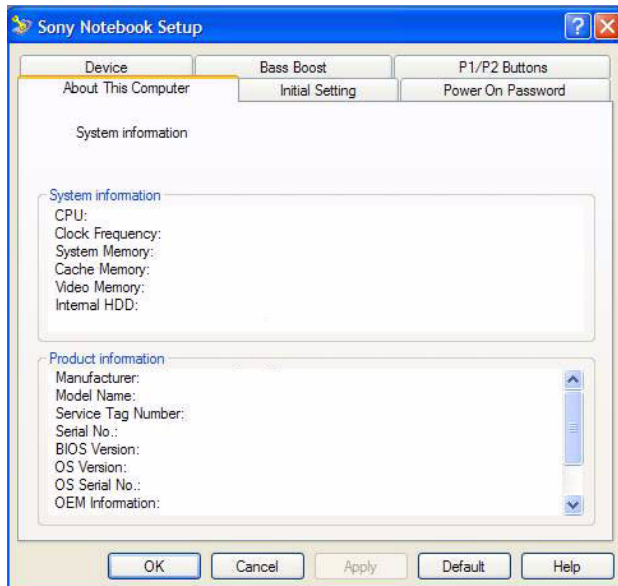 Sony Notebook Setup
Device Bass Boost P1/P2 Buttons
About This Computer Initial Setting Power On Password
System information
System information
CPU:
Clock Frequency:
System Memory:
Cache Memory:
Video Memory:
Internal HDD:
Product information
Manufacturer:
Model Name:
Service Tag Number:
Serial No.:
BIOS Version:
OS Version:
OS Serial No.:
OEM Information:
OK Cancel Apply Default Help